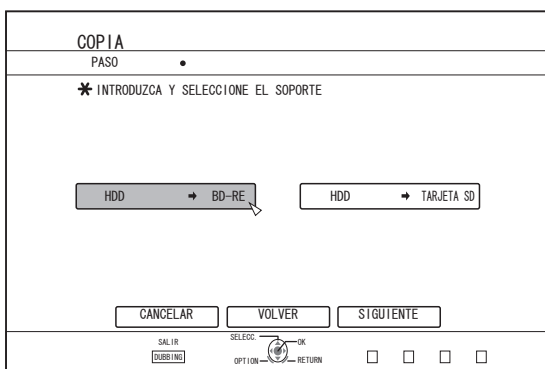 COPIA
PASO
✱ INTRODUZCA Y SELECCIONE EL SOPORTE
HDD ➡ BD-RE
HDD ➡ TARJETA SD
CANCELAR
VOLVER
SIGUIENTE
SALIR
DUBBING
SELECC.
OK
OPTION
RETURN